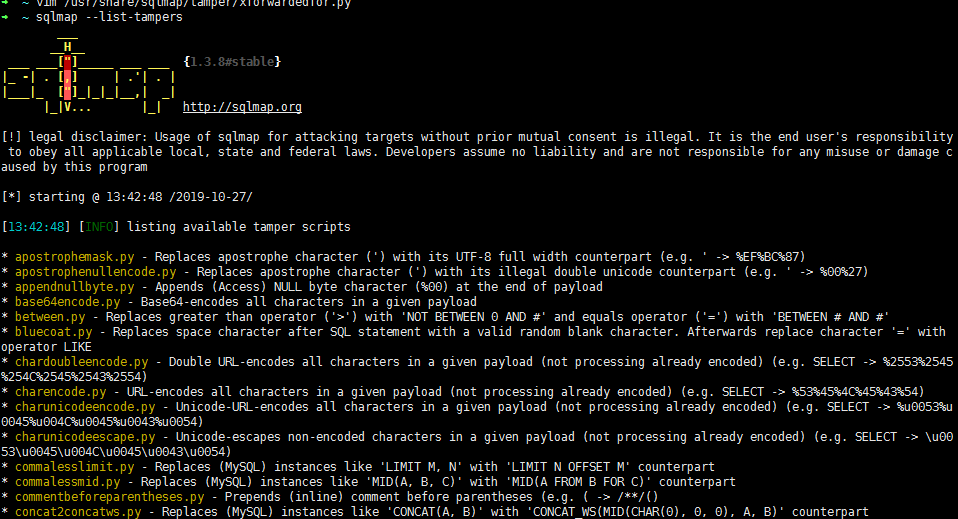 ➜  ~ vim /usr/share/sqlmap/tamper/xforwardedfor.py
➜  ~ sqlmap --list-tampers
        ___
       __H__
 ___ ___["]_____ ___ ___  {1.3.8#stable}
|_ -| . [,]     | .'| . |
|___|_  ["]_|_|_|__,|  _|
      |_|V...       |_|   http://sqlmap.org
[!] legal disclaimer: Usage of sqlmap for attacking targets without prior mutual consent is illegal. It is the end user's responsibility
 to obey all applicable local, state and federal laws. Developers assume no liability and are not responsible for any misuse or damage c
aused by this program
[*] starting @ 13:42:48 /2019-10-27/
[13:42:48] [INFO] listing available tamper scripts
* apostrophemask.py - Replaces apostrophe character (') with its UTF-8 full width counterpart (e.g. ' -> %EF%BC%87)
* apostrophenullencode.py - Replaces apostrophe character (') with its illegal double unicode counterpart (e.g. ' -> %00%27)
* appendnullbyte.py - Appends (Access) NULL byte character (%00) at the end of payload
* base64encode.py - Base64-encodes all characters in a given payload
* between.py - Replaces greater than operator ('>') with 'NOT BETWEEN 0 AND #' and equals operator ('=') with 'BETWEEN # AND #'
* bluecoat.py - Replaces space character after SQL statement with a valid random blank character. Afterwards replace character '=' with
operator LIKE
* chardoubleencode.py - Double URL-encodes all characters in a given payload (not processing already encoded) (e.g. SELECT -> %2553%2545
%254C%2545%2543%2554)
* charencode.py - URL-encodes all characters in a given payload (not processing already encoded) (e.g. SELECT -> %53%45%4C%45%43%54)
* charunicodeencode.py - Unicode-URL-encodes all characters in a given payload (not processing already encoded) (e.g. SELECT -> %u0053%u
0045%u004C%u0045%u0043%u0054)
* charunicodeescape.py - Unicode-escapes non-encoded characters in a given payload (not processing already encoded) (e.g. SELECT -> \u00
53\u0045\u004C\u0045\u0043\u0054)
* commalesslimit.py - Replaces (MySQL) instances like 'LIMIT M, N' with 'LIMIT N OFFSET M' counterpart
* commalessmid.py - Replaces (MySQL) instances like 'MID(A, B, C)' with 'MID(A FROM B FOR C)' counterpart
* commentbeforeparentheses.py - Prepends (inline) comment before parentheses (e.g. ( -> /**/()
* concat2concatws.py - Replaces (MySQL) instances like 'CONCAT(A, B)' with 'CONCAT_WS(MID(CHAR(0), 0, 0), A, B)' counterpart